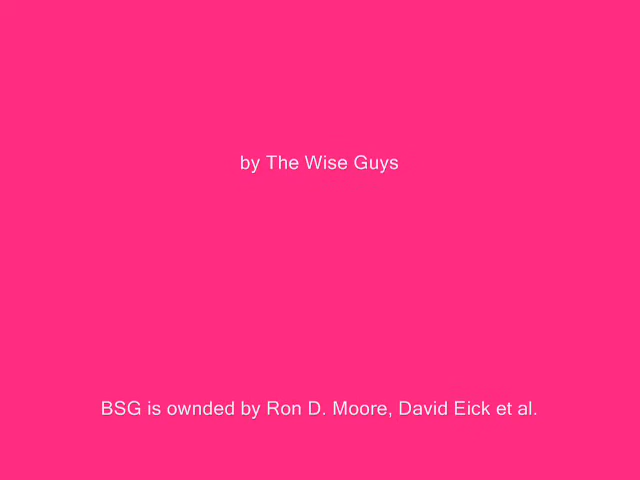 by The Wise Guys
BSG is ownded by Ron D. Moore, David Eick et al.